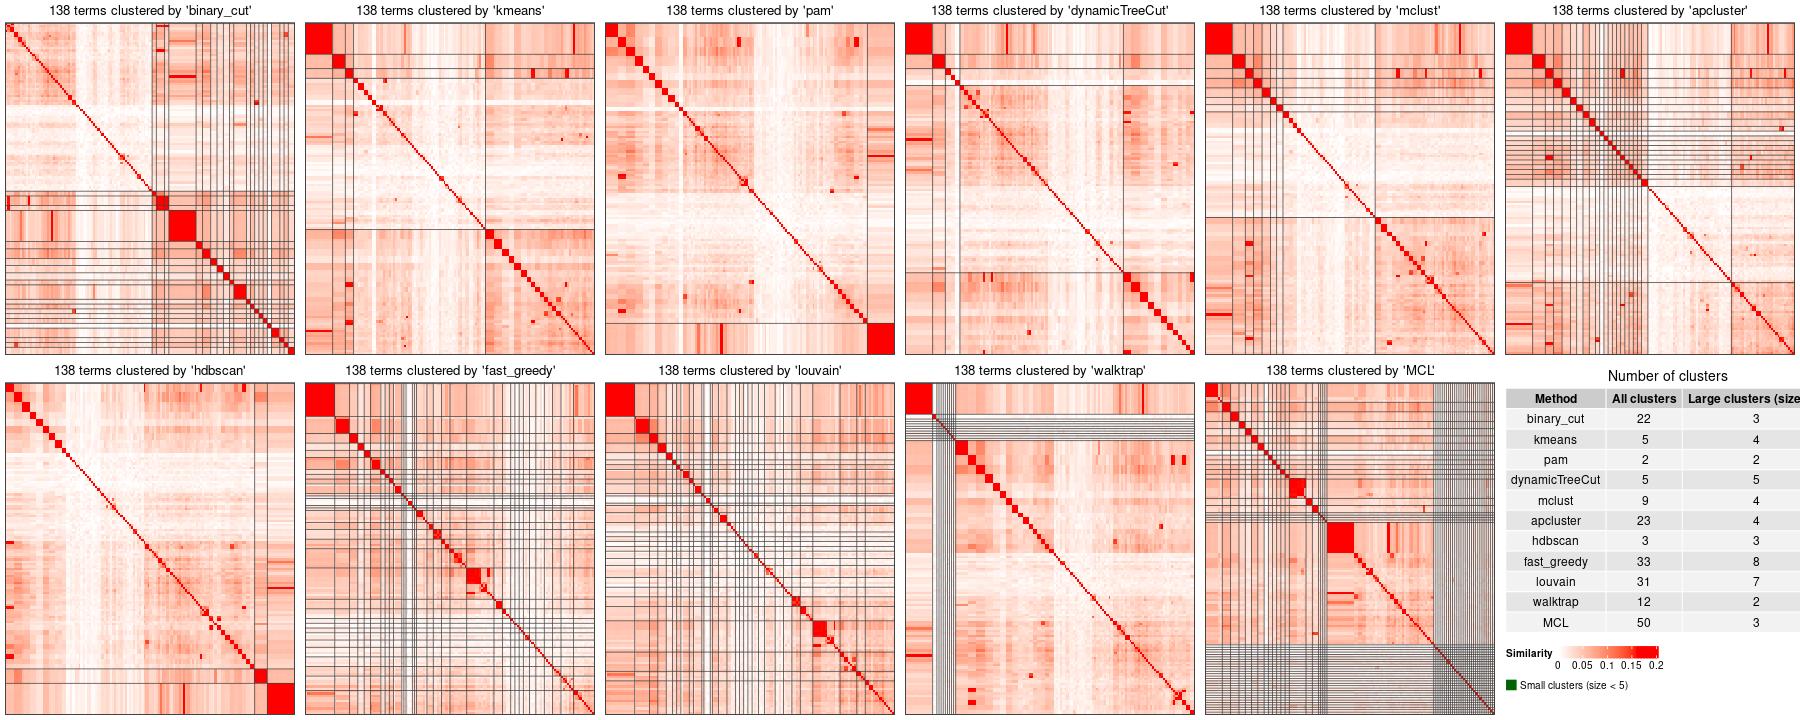 138 terms clustered by 'binary_cut'
138 terms clustered by 'kmeans'
138 terms clustered by 'pam'
138 terms clustered by 'dynamicTreeCut'
138 terms clustered by 'mclust'
138 terms clustered by 'apcluster'
138 terms clustered by 'hdbscan'
138 terms clustered by 'fast_greedy'
138 terms clustered by 'louvain'
138 terms clustered by 'walktrap'
138 terms clustered by 'MCL'
Number of clusters
Method All clusters Large clusters (size
binary_cut 22 3
kmeans 5 4
pam 2 2
dynamicTreeCut 5 5
mclust 9 4
apcluster 23 4
hdbscan 3 3
fast_greedy 33 8
louvain 31 7
walktrap 12 2
MCL 50 3
Similarity
0 0.05 0.1 0.15 0.2
Small clusters (size < 5)